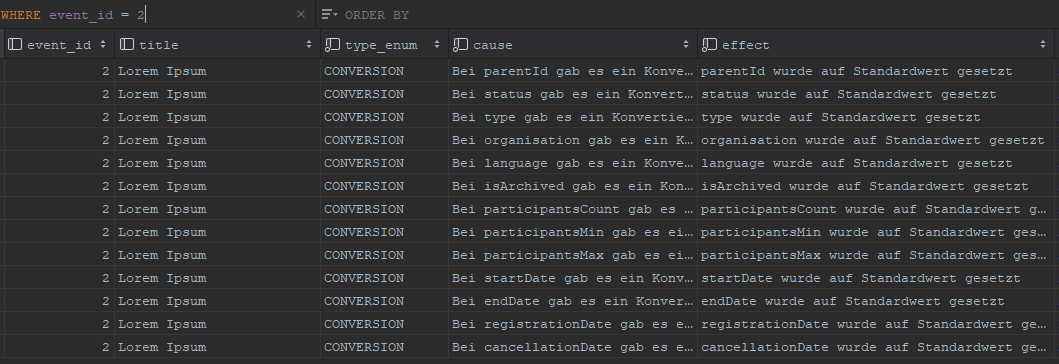 WHERE event_id = 2 ORDER BY
event_id title type_enum cause effect
2 Lorem Ipsum CONVERSION Bei parentId gab es ein Konve… parentId wurde auf Standardwert gesetzt
2 Lorem Ipsum CONVERSION Bei status gab es ein Konvert… status wurde auf Standardwert gesetzt
2 Lorem Ipsum CONVERSION Bei type gab es ein Konvertie… type wurde auf Standardwert gesetzt
2 Lorem Ipsum CONVERSION Bei organisation gab es ein K… organisation wurde auf Standardwert gesetzt
2 Lorem Ipsum CONVERSION Bei language gab es ein Konve… language wurde auf Standardwert gesetzt
2 Lorem Ipsum CONVERSION Bei isArchived gab es ein Kon… isArchived wurde auf Standardwert gesetzt
2 Lorem Ipsum CONVERSION Bei participantsCount gab es … participantsCount wurde auf Standardwert g…
2 Lorem Ipsum CONVERSION Bei participantsMin gab es ei… participantsMin wurde auf Standardwert ges…
2 Lorem Ipsum CONVERSION Bei participantsMax gab es ei… participantsMax wurde auf Standardwert ges…
2 Lorem Ipsum CONVERSION Bei startDate gab es ein Konv… startDate wurde auf Standardwert gesetzt
2 Lorem Ipsum CONVERSION Bei endDate gab es ein Konver… endDate wurde auf Standardwert gesetzt
2 Lorem Ipsum CONVERSION Bei registrationDate gab es e… registrationDate wurde auf Standardwert ge…
2 Lorem Ipsum CONVERSION Bei cancellationDate gab es e… cancellationDate wurde auf Standardwert ge…